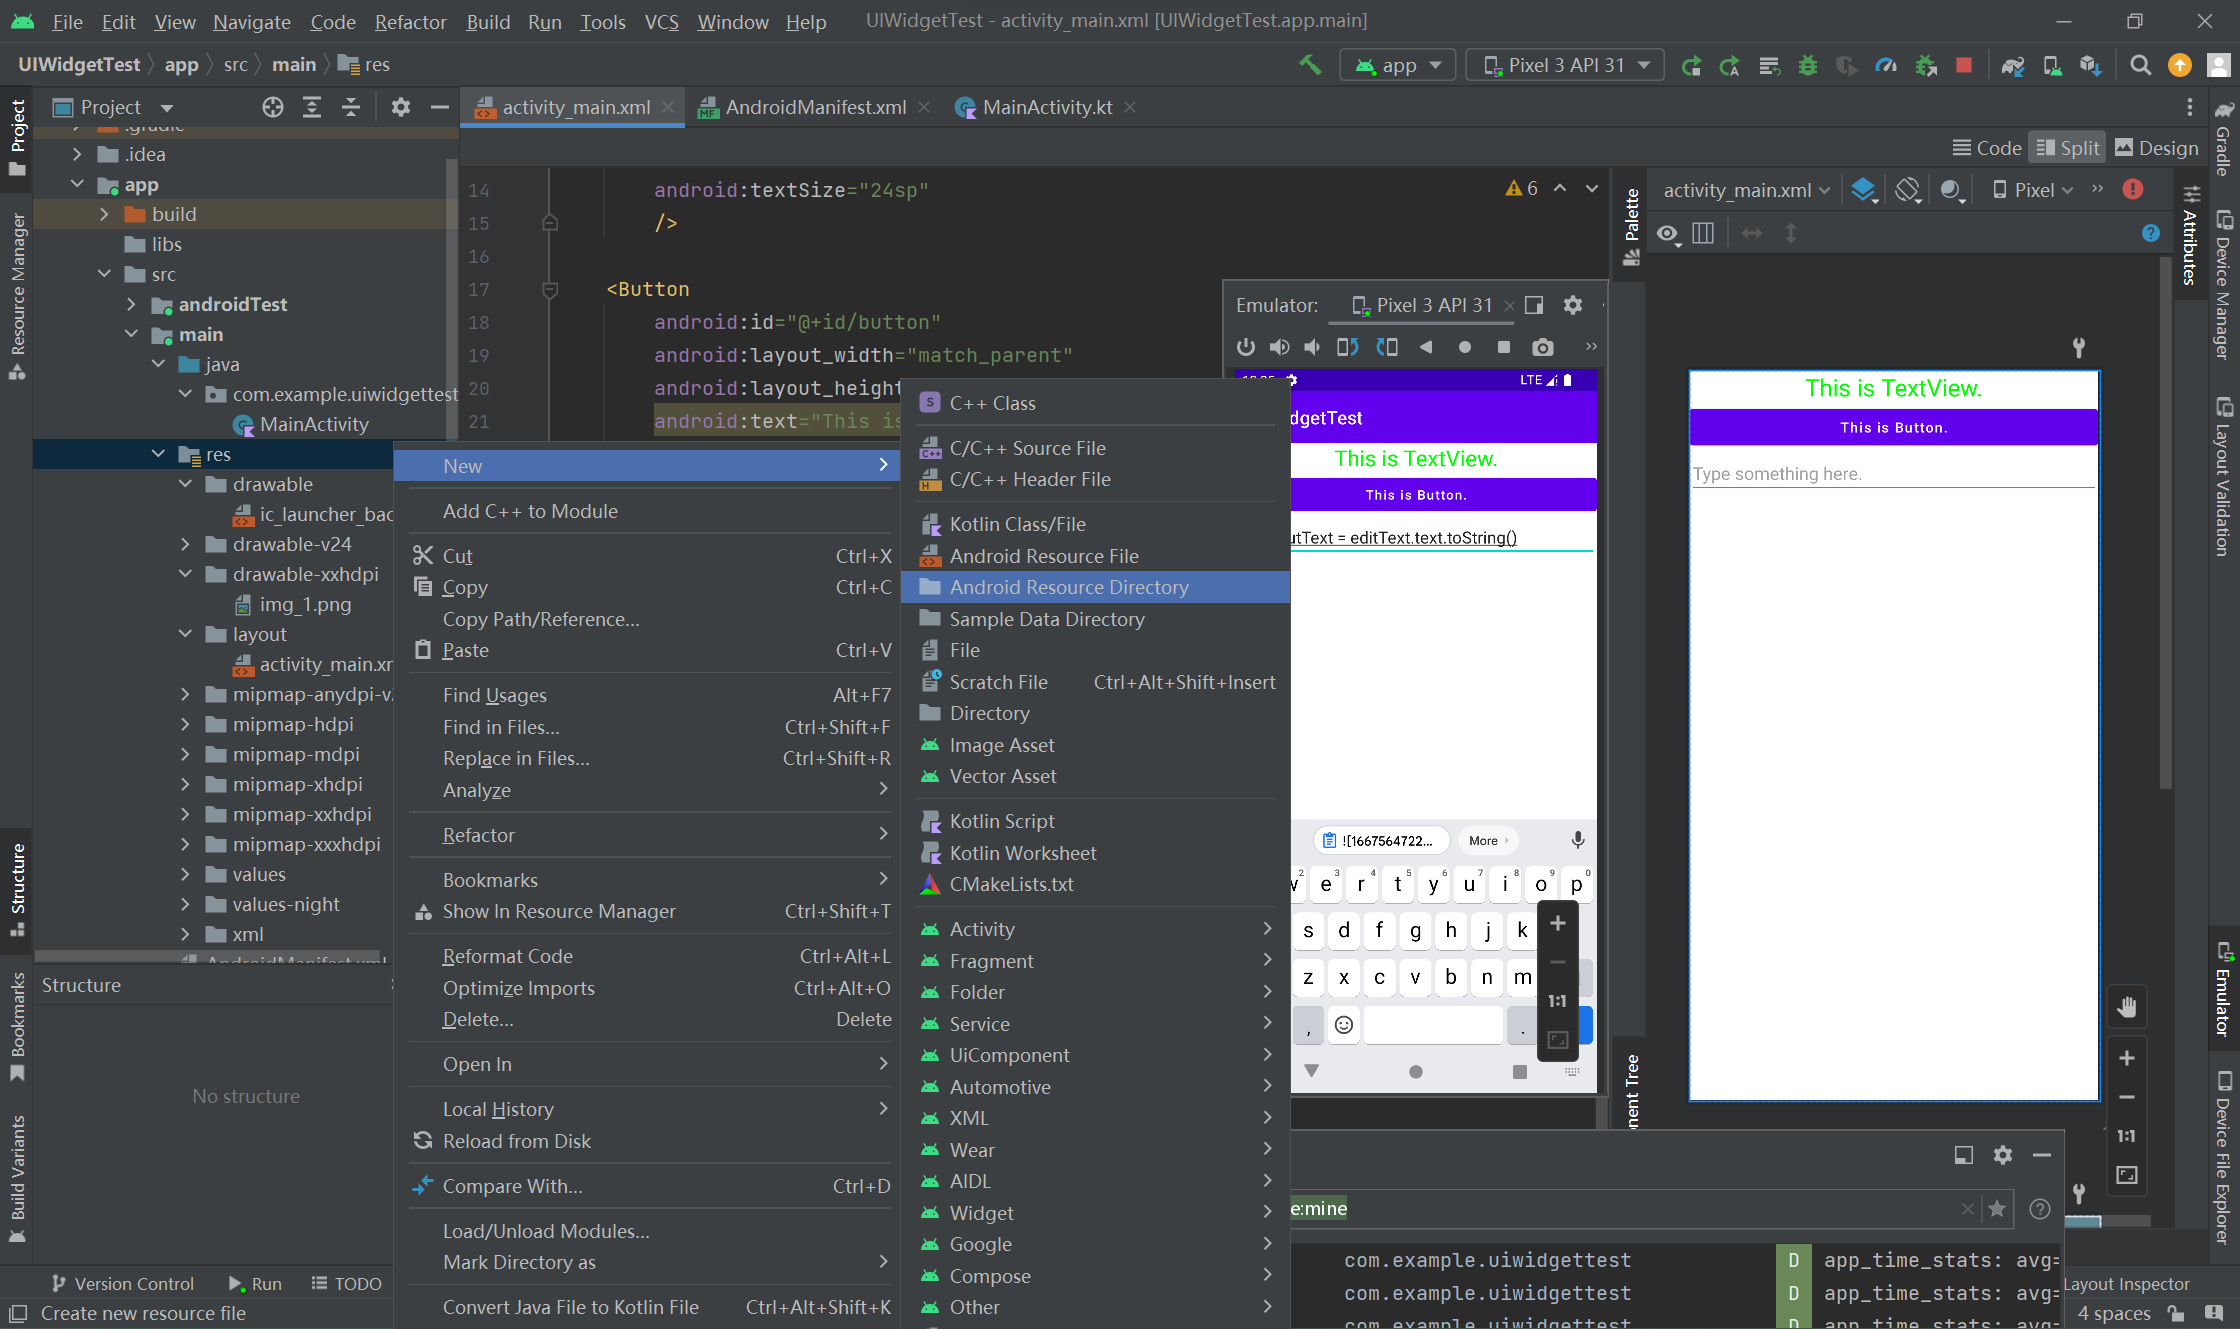 File Edit View Navigate Code Refactor Build Run Tools VCS Window Help UIWidgetTest - activity_main.xml [UIWidgetTest.app.main]
UIWidgetTest app src main res
app Pixel 3 API 31
Project
activity_main.xml AndroidManifest.xml MainActivity.kt
Code Split Design
.gradle
.idea
app
build
libs
src
androidTest
main
java
com.example.uiwidgettest
MainActivity
res
drawable
ic_launcher_bac
drawable-v24
drawable-xxhdpi
img_1.png
layout
activity_main.xr
mipmap-anydpi-v
mipmap-hdpi
mipmap-mdpi
mipmap-xhdpi
mipmap-xxhdpi
mipmap-xxxhdpi
values
values-night
xml
AndroidManifest.xml
Structure
No structure
Project
Resource Manager
Structure
Bookmarks
Build Variants
14 android:textSize="24sp"
15 />
16
17 <Button
18 android:id="@+id/button"
19 android:layout_width="match_parent"
20 android:layout_height
21 android:text="This is
6
New
Add C++ to Module
Cut Ctrl+X
Copy Ctrl+C
Copy Path/Reference...
Paste Ctrl+V
Find Usages Alt+F7
Find in Files... Ctrl+Shift+F
Replace in Files... Ctrl+Shift+R
Analyze
Refactor
Bookmarks
Show In Resource Manager Ctrl+Shift+T
Reformat Code Ctrl+Alt+L
Optimize Imports Ctrl+Alt+O
Delete... Delete
Open In
Local History
Reload from Disk
Compare With... Ctrl+D
Load/Unload Modules...
Mark Directory as
Convert Java File to Kotlin File Ctrl+Alt+Shift+K
C++ Class
C/C++ Source File
C/C++ Header File
Kotlin Class/File
Android Resource File
Android Resource Directory
Sample Data Directory
File
Scratch File Ctrl+Alt+Shift+Insert
Directory
Image Asset
Vector Asset
Kotlin Script
Kotlin Worksheet
CMakeLists.txt
Activity
Fragment
Folder
Service
UiComponent
Automotive
XML
Wear
AIDL
Widget
Google
Compose
Other
Emulator: Pixel 3 API 31
LTE
dgetTest
This is TextView.
This is Button.
utText = editText.text.toString()
![1667564722... More
e 3 r 4 t 5 y 6 u 7 i 8 o 9 p 0
s d f g h j k
z x c v b n m
, .
1:1
Palette
nent Tree
activity_main.xml Pixel
This is TextView.
This is Button.
Type something here.
1:1
Attributes
Gradle
Device Manager
Layout Validation
Emulator
Device File Explorer
e:mine
com.example.uiwidgettest D app_time_stats: avg=
com.example.uiwidgettest D app_time_stats: avg=
com.example.uiwidgettest D app_time_stats: avg=
Version Control Run TODO Layout Inspector
Create new resource file 4 spaces